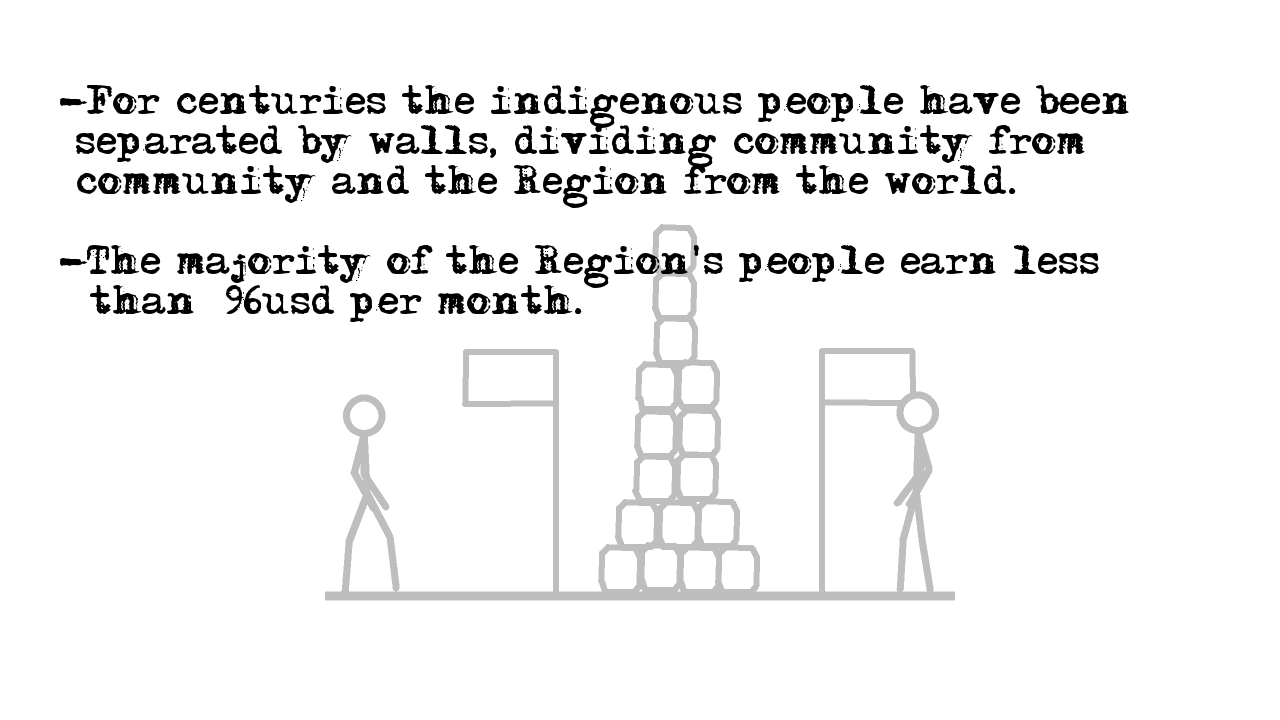 -For centuries the indigenous people have been
separated by walls, dividing community from
community and the Region from the world.
-The majority of the Region's people earn less
than 96usd per month.